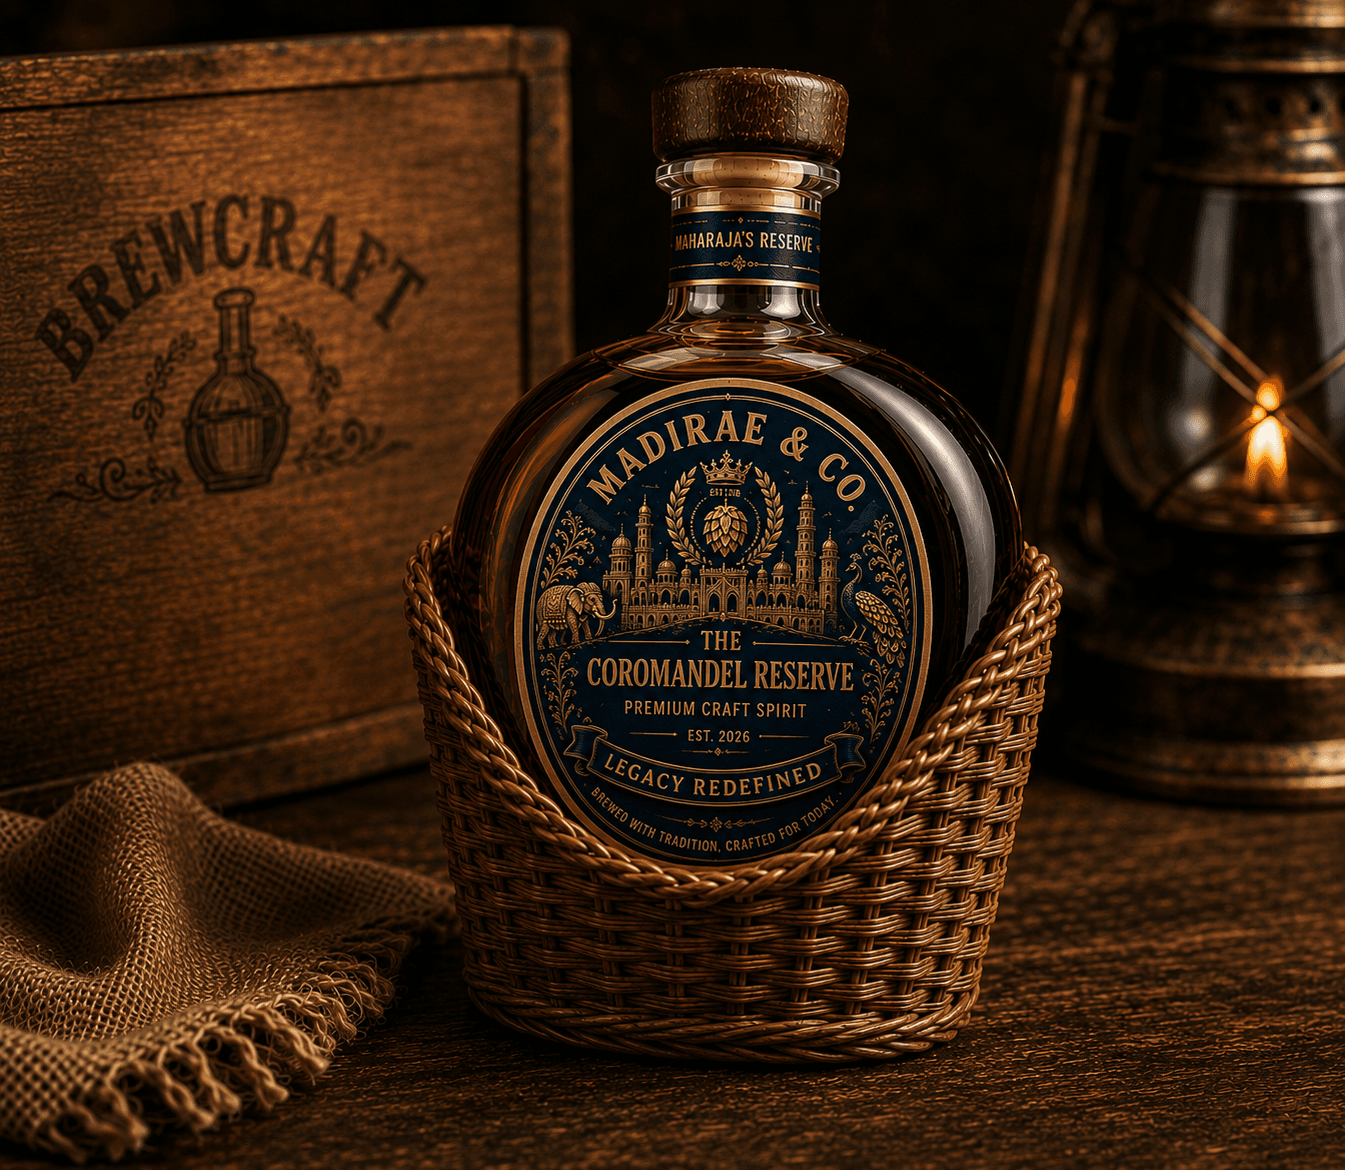 BREWCRAFT
MAHARAJA'S RESERVE
MADIRAE & CO.
THE
COROMANDEL RESERVE
PREMIUM CRAFT SPIRIT
EST. 2026
LEGACY REDEFINED
BREWED WITH TRADITION, CRAFTED FOR TODAY.